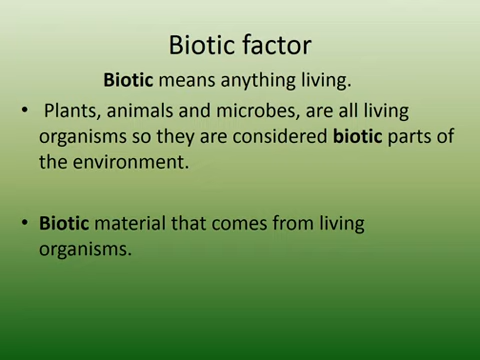 Biotic factor
Biotic means anything living.
• Plants, animals and microbes, are all living
organisms so they are considered biotic parts of
the environment.
• Biotic material that comes from living
organisms.